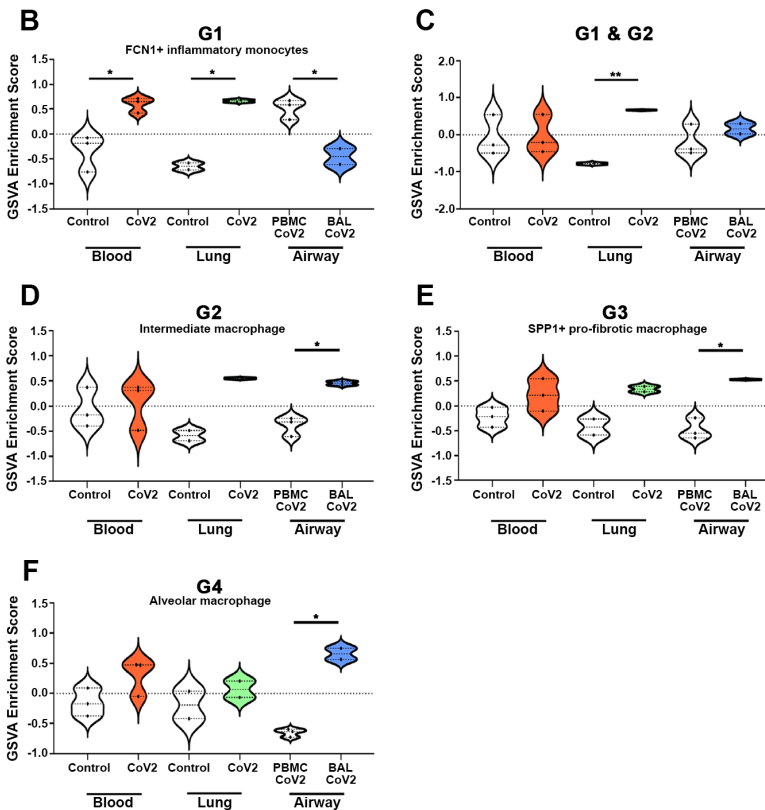 B
G1
FCN1+ inflammatory monocytes
GSVA Enrichment Score
1.5
1.0
0.5
0.0
-0.5
-1.0
-1.5
* * *
Control CoV2 Control CoV2 PBMC CoV2 BAL CoV2
Blood Lung Airway
C
G1 & G2
GSVA Enrichment Score
2.0
1.0
0.0
-1.0
-2.0
**
Control CoV2 Control CoV2 PBMC CoV2 BAL CoV2
Blood Lung Airway
D
G2
Intermediate macrophage
GSVA Enrichment Score
1.5
1.0
0.5
0.0
-0.5
-1.0
-1.5
*
Control CoV2 Control CoV2 PBMC CoV2 BAL CoV2
Blood Lung Airway
E
G3
SPP1+ pro-fibrotic macrophage
GSVA Enrichment Score
1.5
1.0
0.5
0.0
-0.5
-1.0
-1.5
*
Control CoV2 Control CoV2 PBMC CoV2 BAL CoV2
Blood Lung Airway
F
G4
Alveolar macrophage
GSVA Enrichment Score
1.5
1.0
0.5
0.0
-0.5
-1.0
*
Control CoV2 Control CoV2 PBMC CoV2 BAL CoV2
Blood Lung Airway